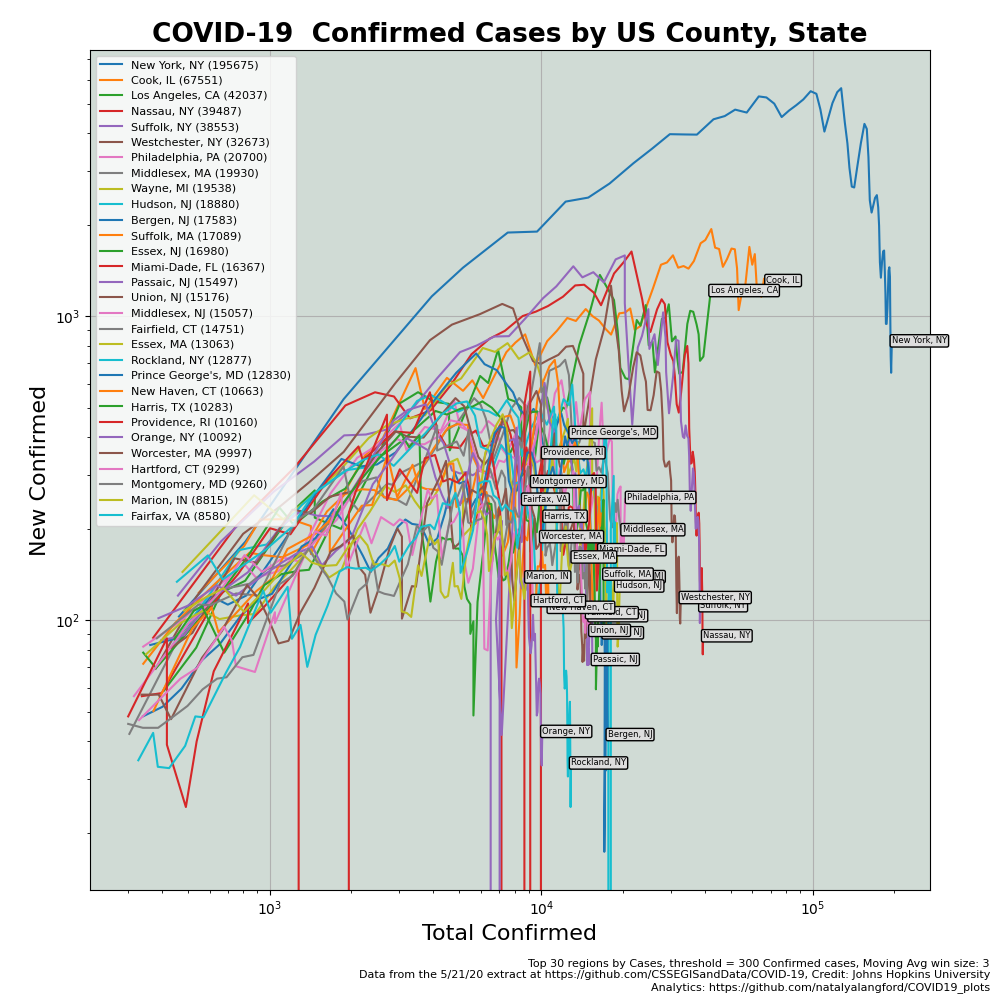 COVID-19  Confirmed Cases by US County, State
New York, NY (195675)
Cook, IL (67551)
Los Angeles, CA (42037)
Nassau, NY (39487)
Suffolk, NY (38553)
Westchester, NY (32673)
Philadelphia, PA (20700)
Middlesex, MA (19930)
Wayne, MI (19538)
Hudson, NJ (18880)
Bergen, NJ (17583)
Suffolk, MA (17089)
Essex, NJ (16980)
Miami-Dade, FL (16367)
Passaic, NJ (15497)
Union, NJ (15176)
Middlesex, NJ (15057)
Fairfield, CT (14751)
Essex, MA (13063)
Rockland, NY (12877)
Prince George's, MD (12830)
New Haven, CT (10663)
Harris, TX (10283)
Providence, RI (10160)
Orange, NY (10092)
Worcester, MA (9997)
Hartford, CT (9299)
Montgomery, MD (9260)
Marion, IN (8815)
Fairfax, VA (8580)
Cook, IL
Los Angeles, CA
New York, NY
Prince George's, MD
Providence, RI
Montgomery, MD
Fairfax, VA
Philadelphia, PA
Harris, TX
Middlesex, MA
Worcester, MA
Miami-Dade, FL
Essex, MA
Marion, IN
Suffolk, MA
MI
Hudson, NJ
Westchester, NY
Hartford, CT
Suffolk, NY
New Haven, CT
CT
NJ
Union, NJ
NJ
Nassau, NY
Passaic, NJ
Orange, NY
Bergen, NJ
Rockland, NY
10³
10²
New Confirmed
10³
10⁴
10⁵
Total Confirmed
Top 30 regions by Cases, threshold = 300 Confirmed cases, Moving Avg win size: 3
Data from the 5/21/20 extract at https://github.com/CSSEGISandData/COVID-19, Credit: Johns Hopkins University
Analytics: https://github.com/natalyalangford/COVID19_plots